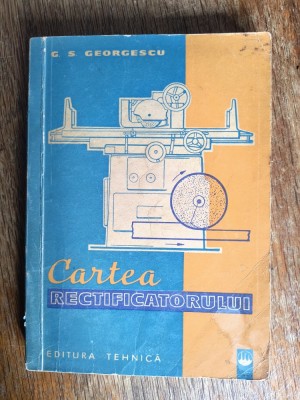 G S GEORGESCU
Cartea
RECTIFICATORULUI
EDITURA TEHNICĂ